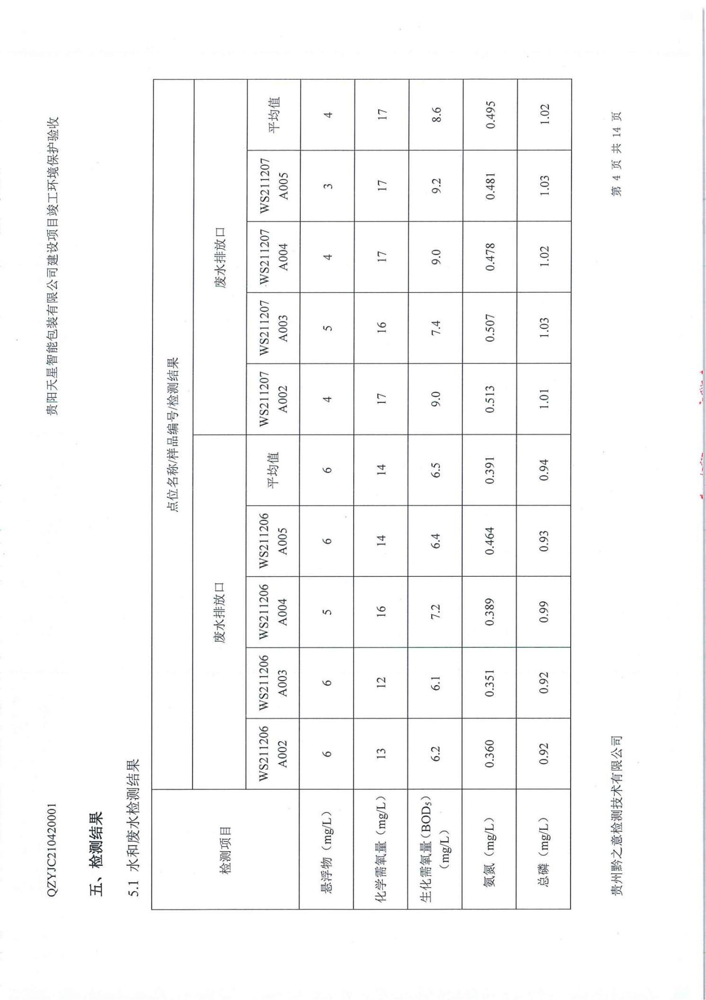 QZYJC210420001 贵阳天星智能包装有限公司建设项目竣工环境保护验收
五、检测结果
5.1 水和废水检测结果
检测项目 点位名称/样品编号/检测结果
废水排放口 废水排放口
WS211206 A002 WS211206 A003 WS211206 A004 WS211206 A005 平均值 WS211207 A002 WS211207 A003 WS211207 A004 WS211207 A005 平均值
悬浮物（mg/L） 6 6 5 6 6 4 5 4 3 4
化学需氧量（mg/L） 13 12 16 14 14 17 16 17 17 17
生化需氧量（BOD₅）（mg/L） 6.2 6.1 7.2 6.4 6.5 9.0 7.4 9.0 9.2 8.6
氨氮（mg/L） 0.360 0.351 0.389 0.464 0.391 0.513 0.507 0.478 0.481 0.495
总磷（mg/L） 0.92 0.92 0.99 0.93 0.94 1.01 1.03 1.02 1.03 1.02
贵州黔之意检测技术有限公司 第 4 页 共 14 页